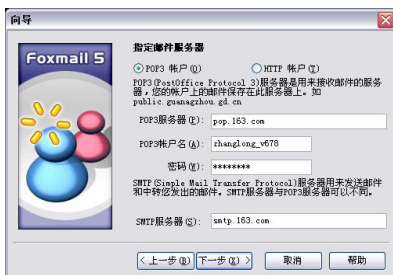 向导
Foxmail 5
指定邮件服务器
POP3 帐户(O)
HTTP 帐户(T)
POP3(PostOffice Protocol 3)服务器是用来接收邮件的服务
器，您的帐户上的邮件保存在此服务器上。如
public.guangzhou.gd.cn
POP3服务器(P): pop.163.com
POP3帐户名(A): zhanglong_v678
密码(W): ********
SMTP(Simple Mail Transfer Protocol)服务器用来发送邮件
和中转您发出的邮件。SMTP服务器与POP3服务器可以不同。
SMTP服务器(S): smtp.163.com
< 上一步(B)
下一步(X) >
取消
帮助